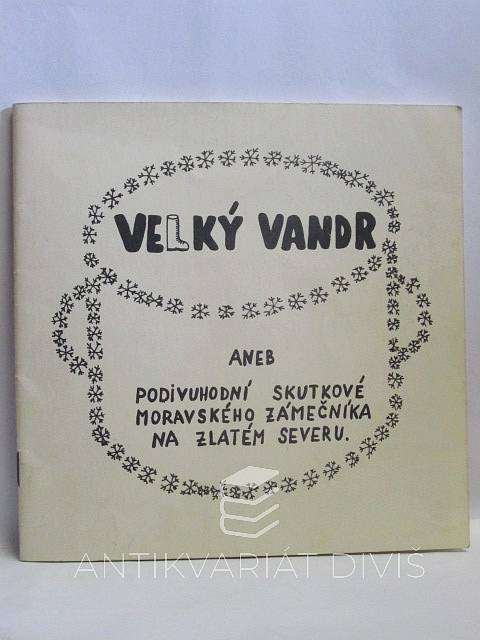 VELKÝ VANDR
ANEB
PODIVUHODNÍ SKUTKOVÉ
MORAVSKÉHO ZÁMEČNÍKA
NA ZLATÉM SEVERU.
ANTIKVARIÁT DIVIŠ